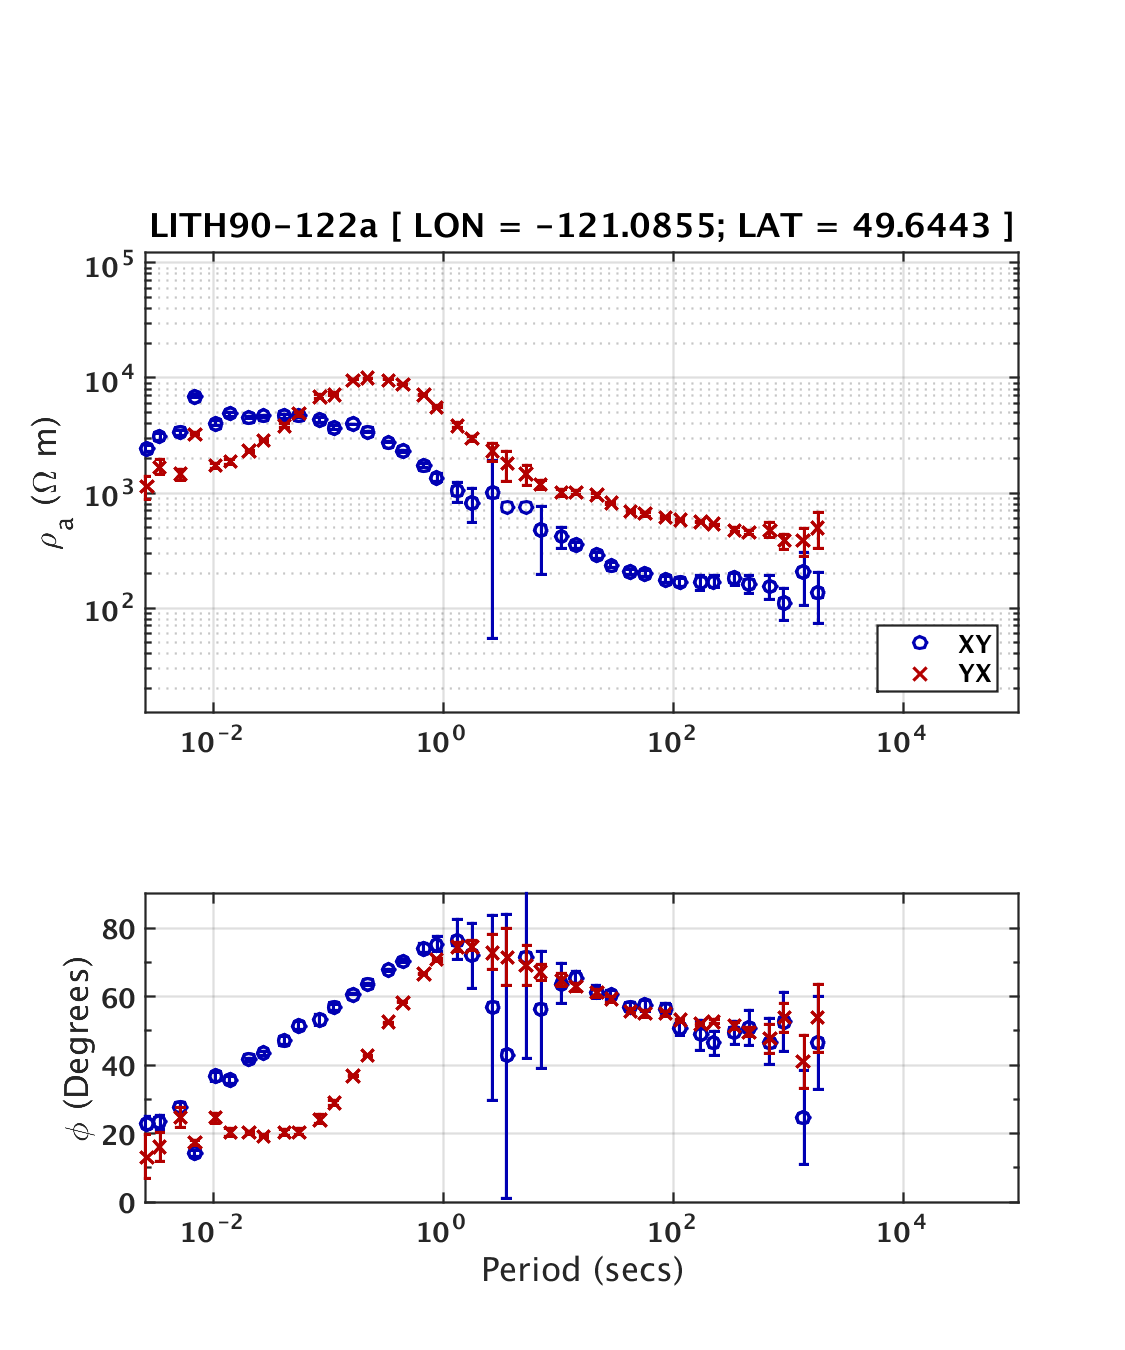 LITH90-122a [ LON = -121.0855; LAT = 49.6443 ]
10^5
10^4
10^3
10^2
ρ_a (Ω m)
XY
YX
10^-2 10^0 10^2 10^4
80
60
40
20
0
ϕ (Degrees)
10^-2 10^0 10^2 10^4
Period (secs)